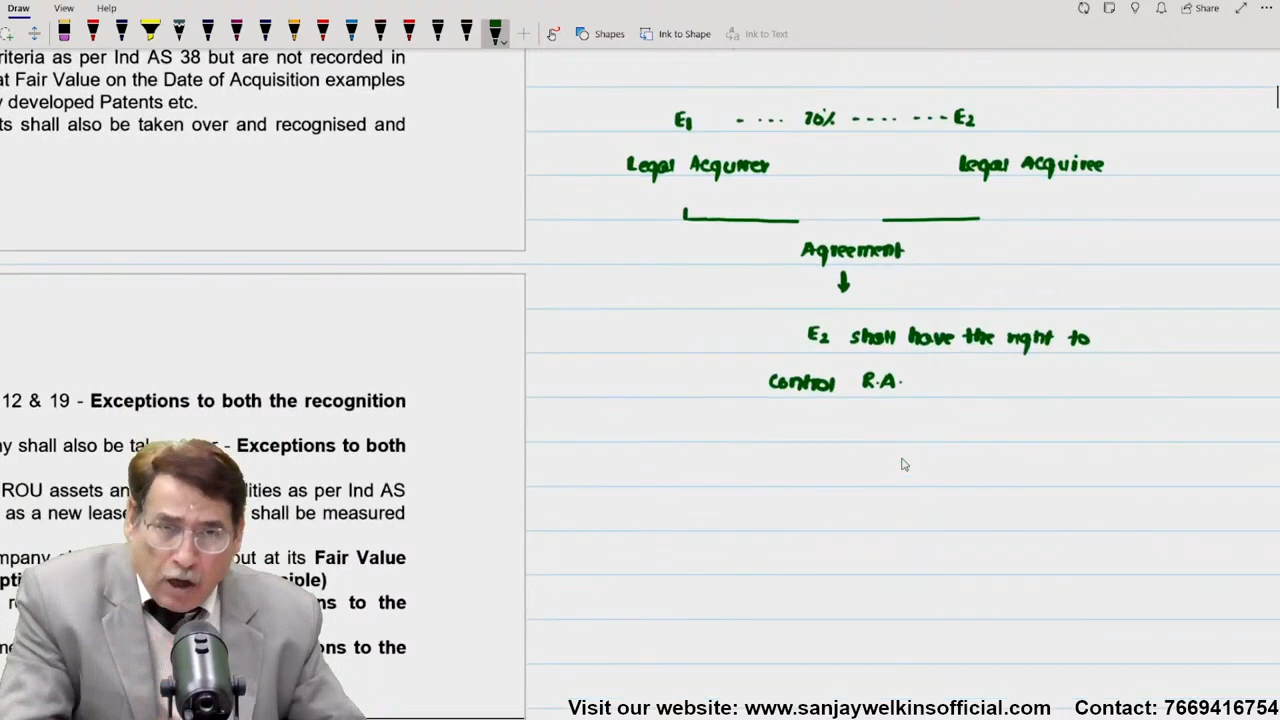 Draw View Help
Share
Shapes Ink to Shape Ink to Text
riteria as per Ind AS 38 but are not recorded in
at Fair Value on the Date of Acquisition examples
y developed Patents etc.
ts shall also be taken over and recognised and
12 & 19 - Exceptions to both the recognition
ny shall also be - Exceptions to both
ROU assets an lities as per Ind AS
as a new lease shall be measured
mpany out at its Fair Value
iple)
ns to the
ons to the
E1 - ... 70% .... ... E2
Legal Acquirer Legal Acquiree
Agreement
E2 shall have the right to
Control R.A.
Visit our website: www.sanjaywelkinsofficial.com Contact: 7669416754